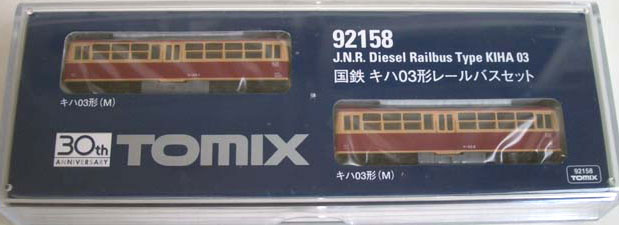 92158
J.N.R. Diesel Railbus Type KIHA 03
国鉄 キハ03形レールバスセット
キハ03形(M)
30th
ANNIVERSARY
TOMIX
キハ03形(M)
92158
TOMIX